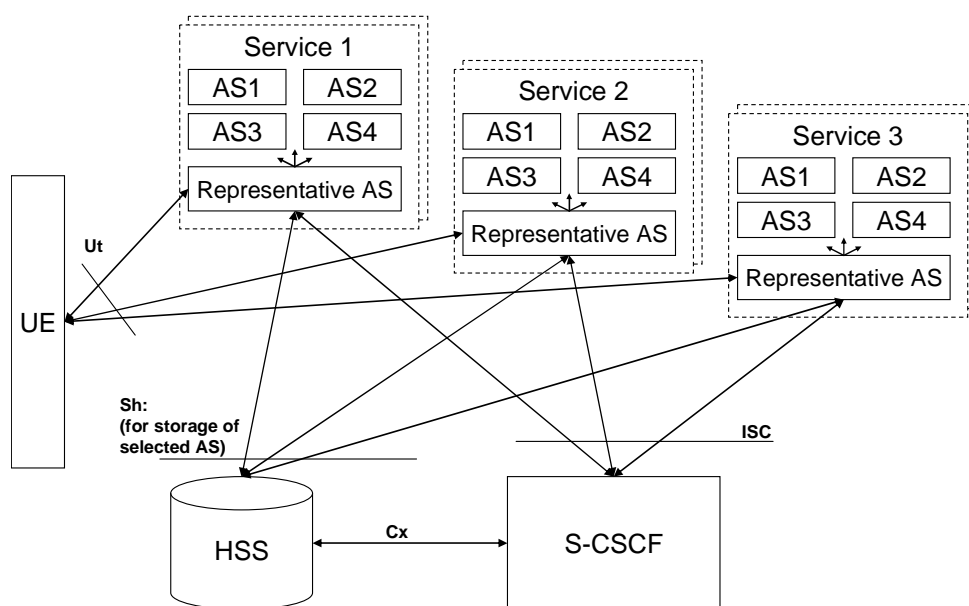 Service 1
AS1 AS2
AS3 AS4
Representative AS
Service 2
AS1 AS2
AS3 AS4
Representative AS
Service 3
AS1 AS2
AS3 AS4
Representative AS
Ut
UE
Sh:
(for storage of
selected AS)
ISC
HSS
Cx
S-CSCF